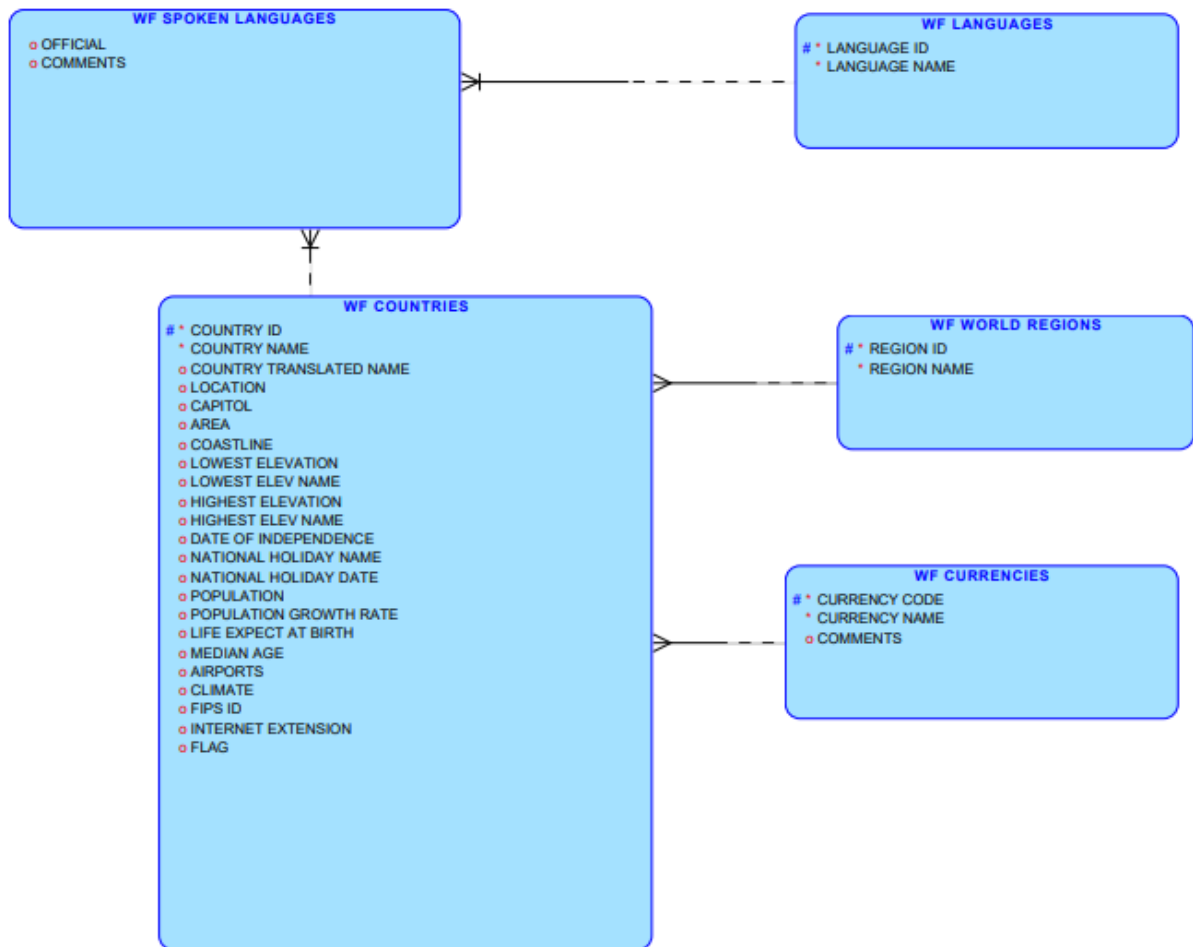 WF SPOKEN LANGUAGES
o OFFICIAL
o COMMENTS
WF LANGUAGES
# * LANGUAGE ID
* LANGUAGE NAME
WF COUNTRIES
# * COUNTRY ID
* COUNTRY NAME
o COUNTRY TRANSLATED NAME
o LOCATION
o CAPITOL
o AREA
o COASTLINE
o LOWEST ELEVATION
o LOWEST ELEV NAME
o HIGHEST ELEVATION
o HIGHEST ELEV NAME
o DATE OF INDEPENDENCE
o NATIONAL HOLIDAY NAME
o NATIONAL HOLIDAY DATE
o POPULATION
o POPULATION GROWTH RATE
o LIFE EXPECT AT BIRTH
o MEDIAN AGE
o AIRPORTS
o CLIMATE
o FIPS ID
o INTERNET EXTENSION
o FLAG
WF WORLD REGIONS
# * REGION ID
* REGION NAME
WF CURRENCIES
# * CURRENCY CODE
* CURRENCY NAME
o COMMENTS